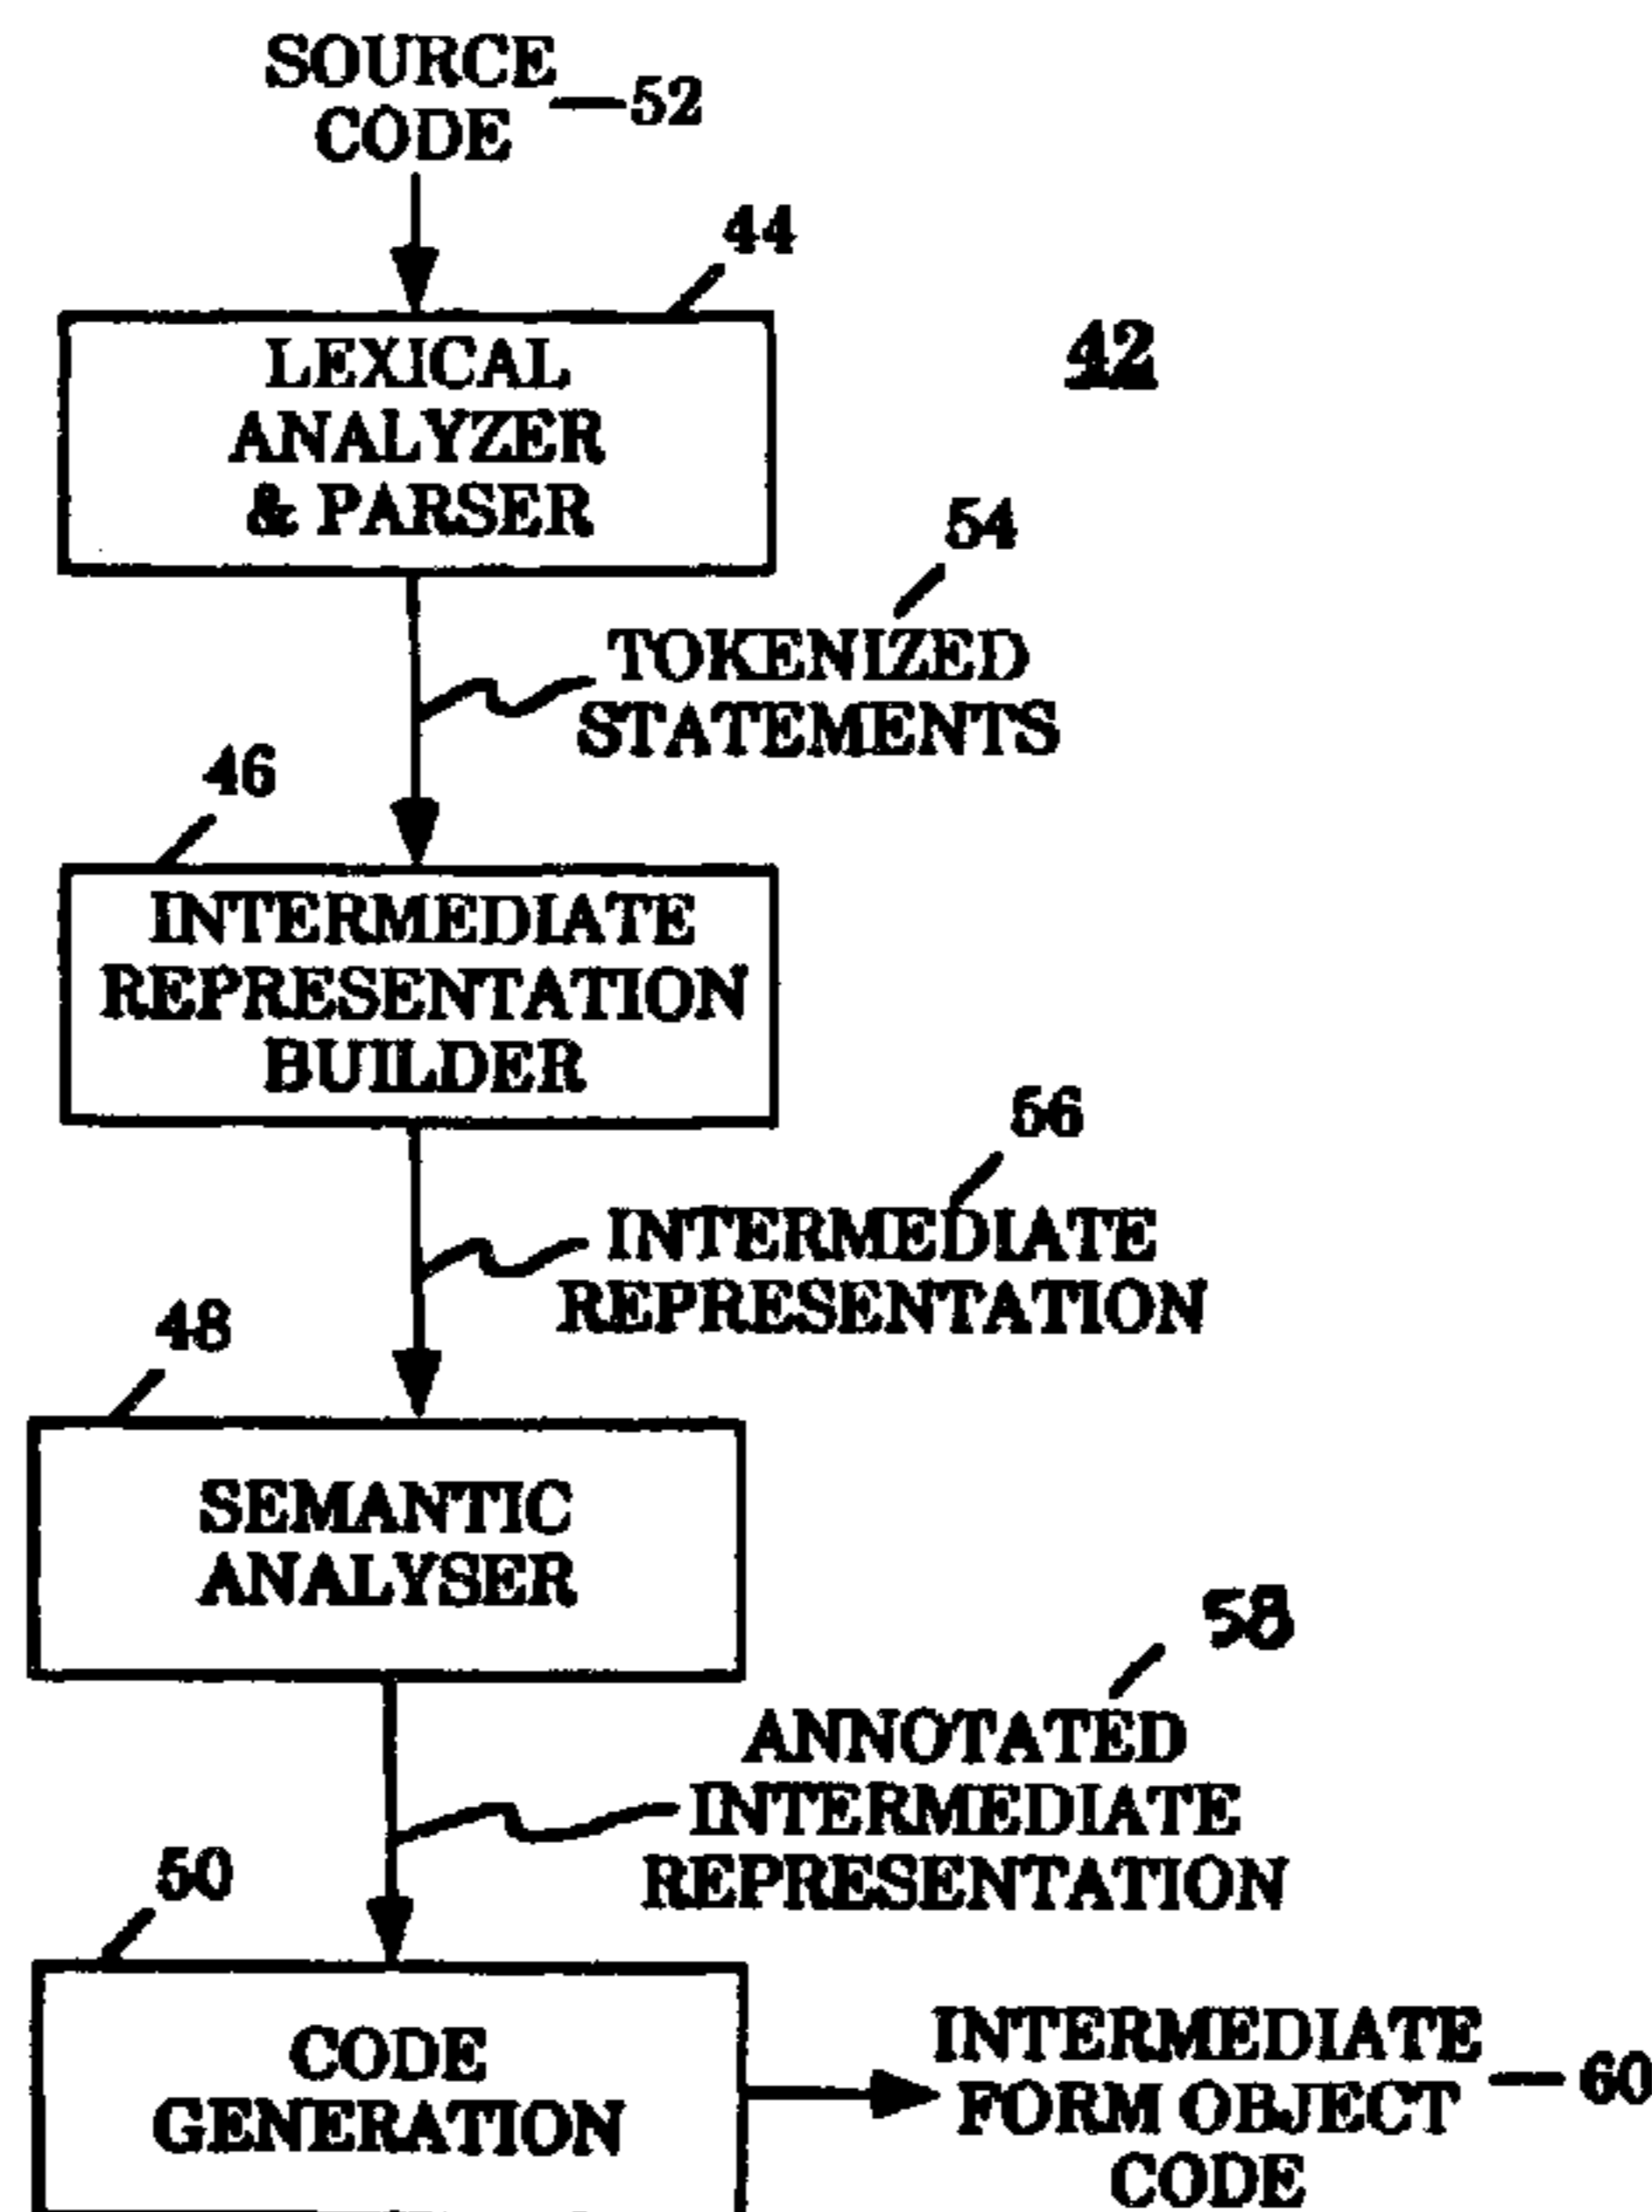 SOURCE
CODE
52
44
LEXICAL
ANALYZER
& PARSER
42
54
TOKENIZED
STATEMENTS
46
INTERMEDIATE
REPRESENTATION
BUILDER
56
INTERMEDIATE
REPRESENTATION
48
SEMANTIC
ANALYSER
58
ANNOTATED
INTERMEDIATE
REPRESENTATION
50
CODE
GENERATION
INTERMEDIATE
FORM OBJECT
CODE
60